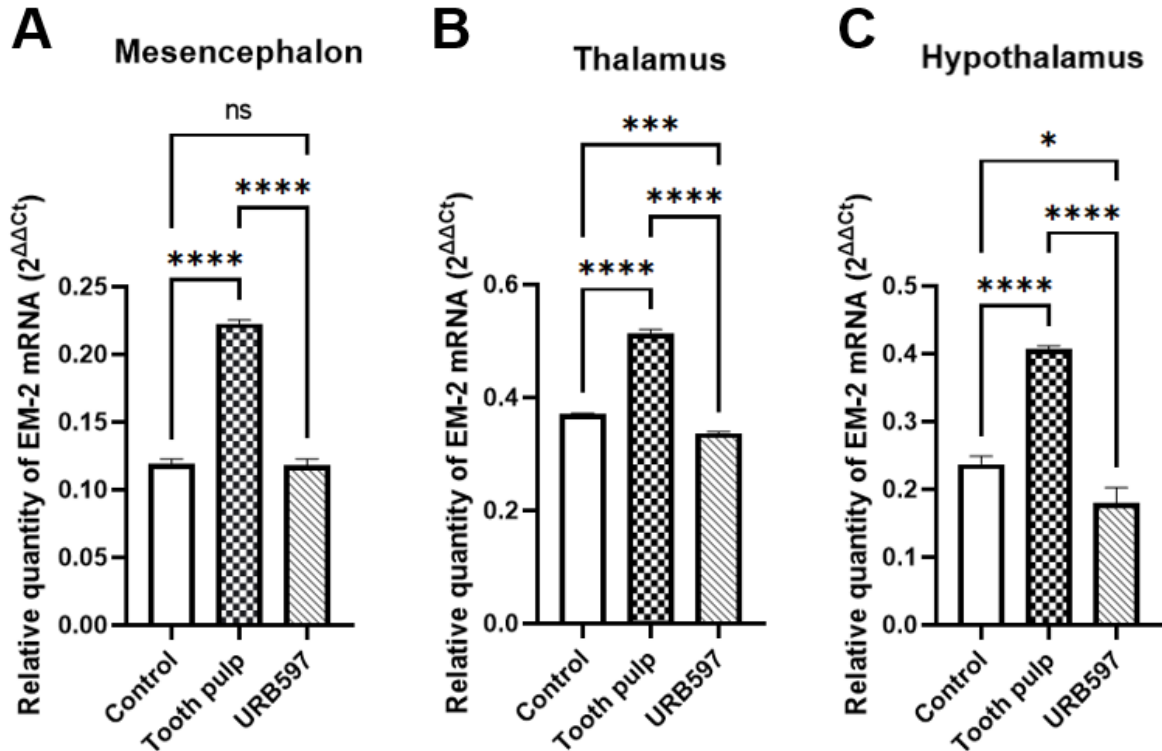 A
Mesencephalon
ns
****
****
Relative quantity of EM-2 mRNA (2^ΔΔCt)
0.25
0.20
0.15
0.10
0.05
0.00
Control
Tooth pulp
URB597
B
Thalamus
***
****
****
Relative quantity of EM-2 mRNA (2^ΔΔCt)
0.6
0.4
0.2
0.0
Control
Tooth pulp
URB597
C
Hypothalamus
*
****
****
Relative quantity of EM-2 mRNA (2^ΔΔCt)
0.5
0.4
0.3
0.2
0.1
0.0
Control
Tooth pulp
URB597